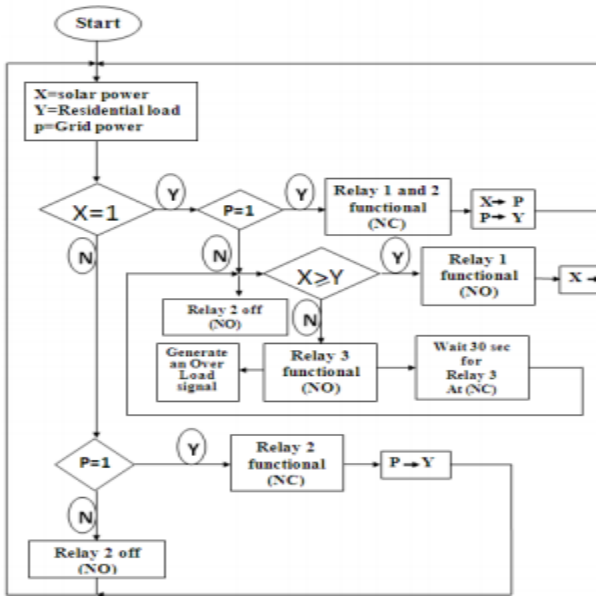 Start
X=solar power
Y=Residential load
p=Grid power
X=1
Y
P=1
Y
Relay 1 and 2
functional
(NC)
X→ P
P→ Y
N
N
X≥Y
Y
Relay 1
functional
(NO)
X →
Relay 2 off
(NO)
N
Generate
an Over
Load
signal
Relay 3
functional
(NO)
Wait 30 sec
for
Relay 3
At (NC)
P=1
Y
Relay 2
functional
(NC)
P → Y
N
Relay 2 off
(NO)